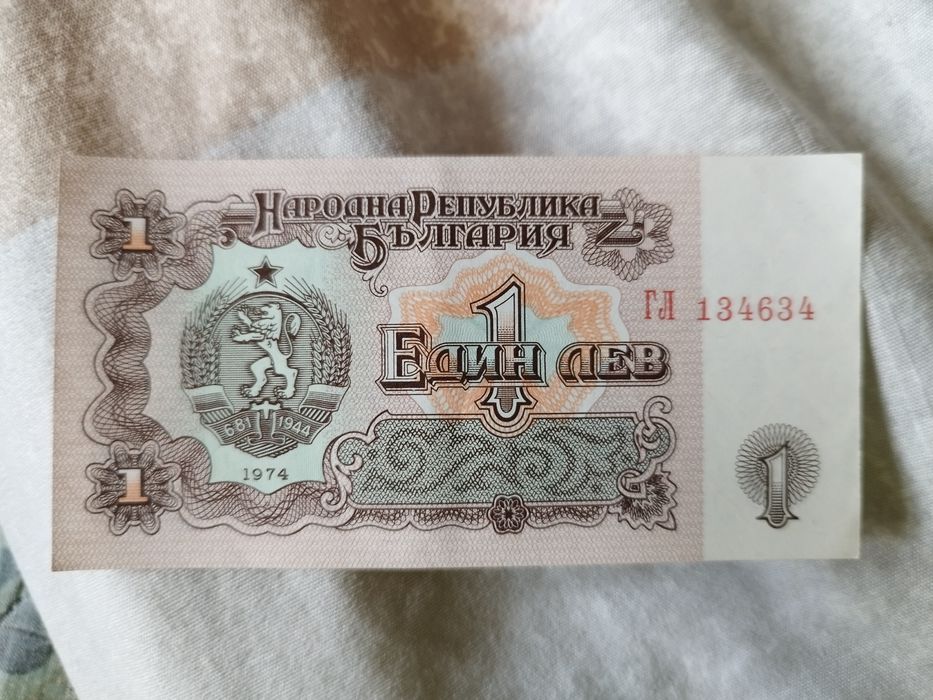 1
НАРОДНА РЕПУБЛИКА
БЪЛГАРИЯ
1
ГЛ 134634
ЕДИН ЛЕВ
681 1944
1974
1
1